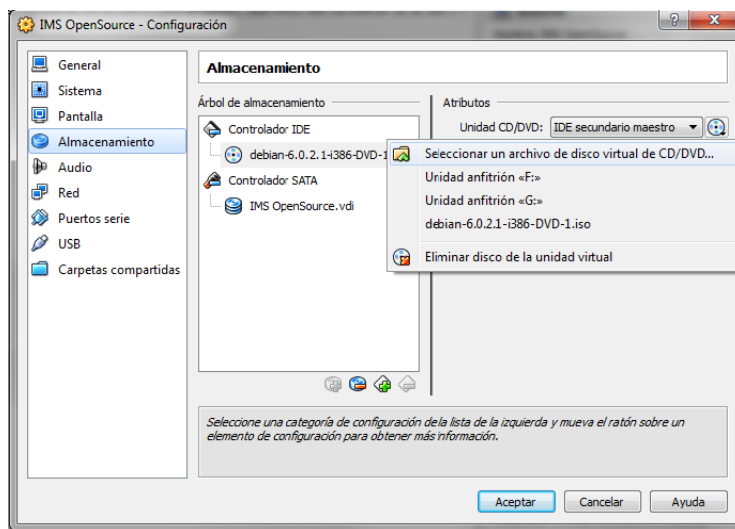 IMS OpenSource - Configuración
General
Sistema
Pantalla
Almacenamiento
Audio
Red
Puertos serie
USB
Carpetas compartidas
Almacenamiento
Árbol de almacenamiento
Controlador IDE
debian-6.0.2.1-i386-DVD-1
Controlador SATA
IMS OpenSource.vdi
Atributos
Unidad CD/DVD: IDE secundario maestro
Seleccionar un archivo de disco virtual de CD/DVD...
Unidad anfitrión «F:»
Unidad anfitrión «G:»
debian-6.0.2.1-i386-DVD-1.iso
Eliminar disco de la unidad virtual
Seleccione una categoría de configuración de la lista de la izquierda y mueva el ratón sobre un
elemento de configuración para obtener más información.
Aceptar
Cancelar
Ayuda